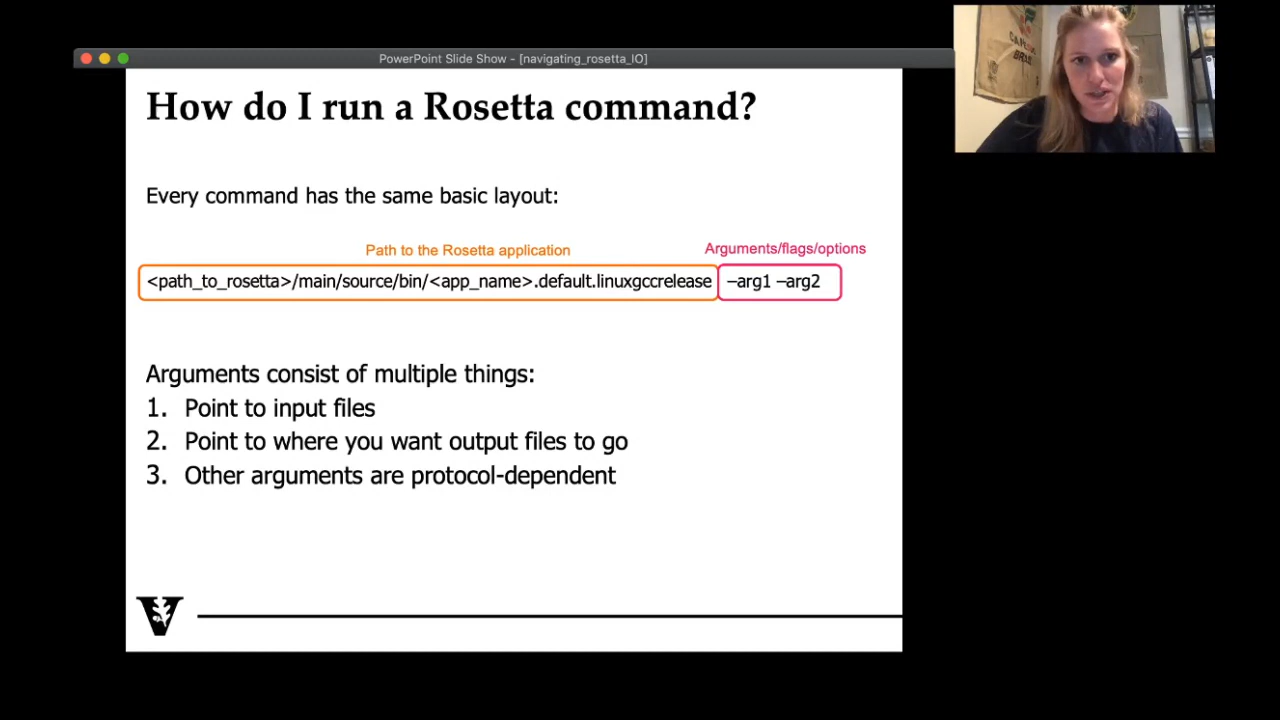 PowerPoint Slide Show - [navigating_rosetta_IO]
How do I run a Rosetta command?
Every command has the same basic layout:
Path to the Rosetta application
Arguments/flags/options
<path_to_rosetta>/main/source/bin/<app_name>.default.linuxgccrelease –arg1 –arg2
Arguments consist of multiple things:
1. Point to input files
2. Point to where you want output files to go
3. Other arguments are protocol-dependent
V